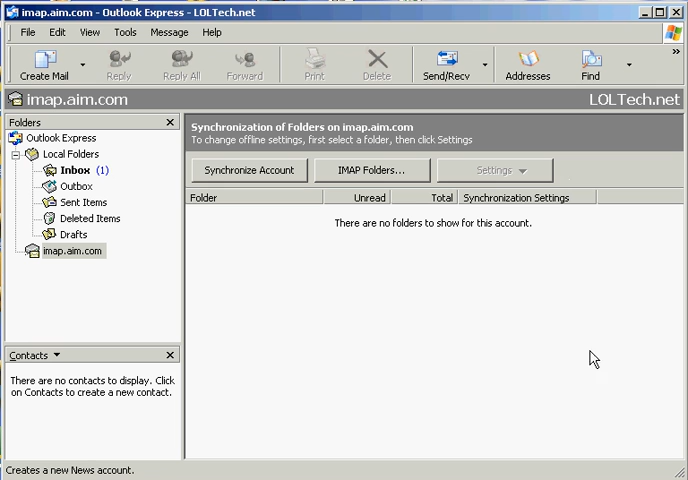 imap.aim.com - Outlook Express - LOLTech.net
File Edit View Tools Message Help
Create Mail Reply Reply All Forward Print Delete Send/Recv Addresses Find
imap.aim.com LOLTech.net
Folders
Outlook Express
Local Folders
Inbox (1)
Outbox
Sent Items
Deleted Items
Drafts
imap.aim.com
Synchronization of Folders on imap.aim.com
To change offline settings, first select a folder, then click Settings
Synchronize Account IMAP Folders... Settings
Folder Unread Total Synchronization Settings
There are no folders to show for this account.
Contacts
There are no contacts to display. Click
on Contacts to create a new contact.
Creates a new News account.